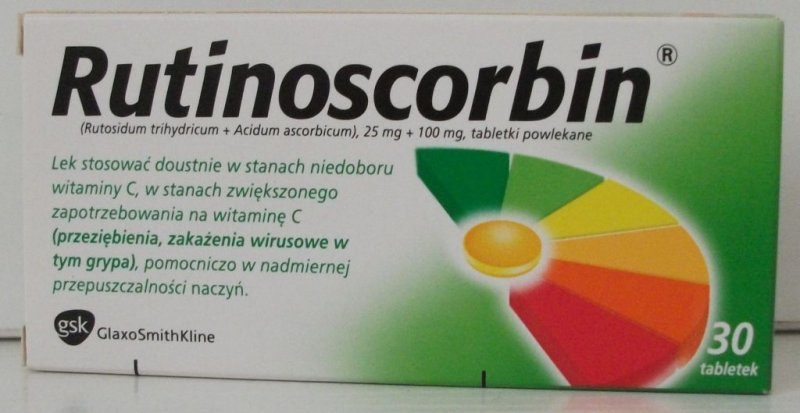 Rutinoscorbin®
(Rutosidum trihydricum + Acidum ascorbicum), 25 mg + 100 mg, tabletki powlekane
Lek stosować doustnie w stanach niedoboru
witaminy C, w stanach zwiększonego
zapotrzebowania na witaminę C
(przeziębienia, zakażenia wirusowe w
tym grypa), pomocniczo w nadmiernej
przepuszczalności naczyń.
gsk GlaxoSmithKline
30
tabletek